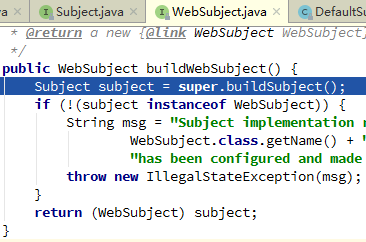 a Subject.java × WebSubject.java × DefaultSu
* @return a new {@link WebSubject WebSubject}
*/
public WebSubject buildWebSubject() {
Subject subject = super.buildSubject();
if (!(subject instanceof WebSubject)) {
String msg = "Subject implementation
WebSubject.class.getName() + "
"has been configured and made
throw new IllegalStateException(msg);
}
return (WebSubject) subject;
}